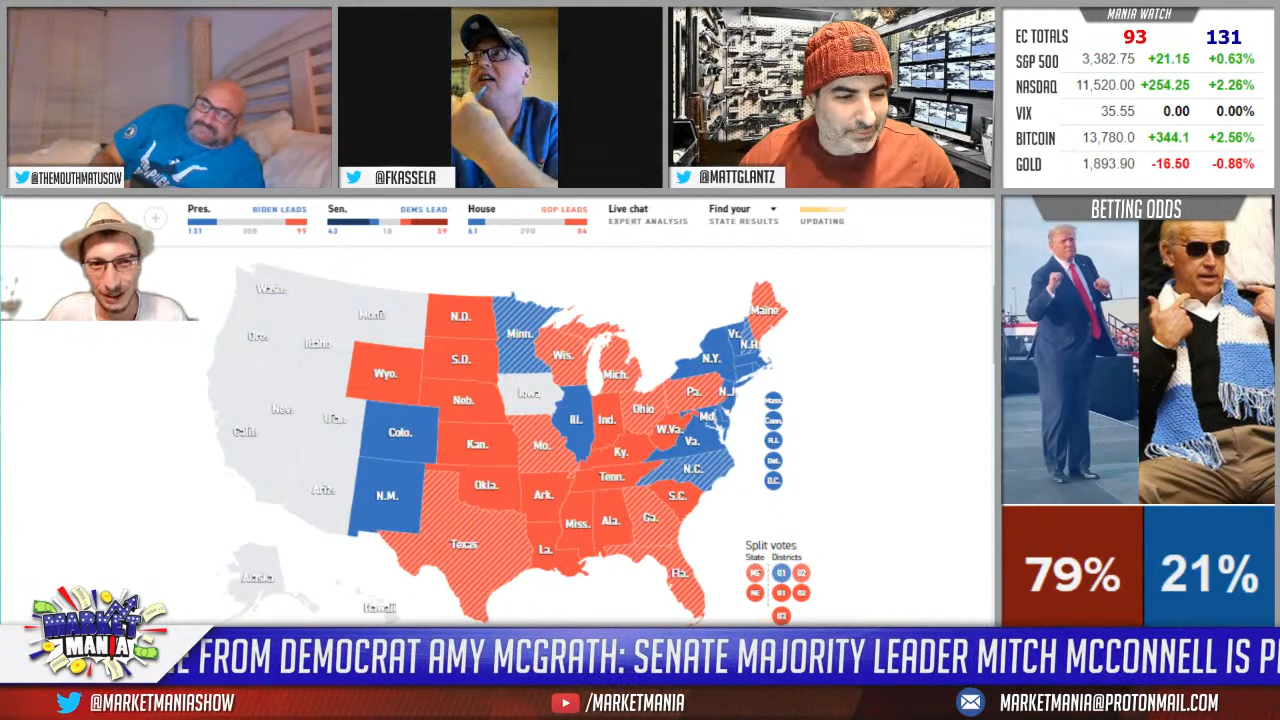 @THEMOUTHMATUSOW
@FKASSELA
@MATTGLANTZ
MANIA WATCH
EC TOTALS 93 131
S&P 500 3,382.75 +21.15 +0.63%
NASDAQ 11,520.00 +254.25 +2.26%
VIX 35.55 0.00 0.00%
BITCOIN 13,780.0 +344.1 +2.56%
GOLD 1,893.90 -16.50 -0.86%
Pres. BIDEN LEADS
131 308 99
Sen. DEMS LEAD
43 18 39
House GOP LEADS
61 290 84
Live chat
EXPERT ANALYSIS
Find your
STATE RESULTS
UPDATING
BETTING ODDS
Wash.
Mont.
N.D.
Minn.
Maine
Vt.
N.H.
Ore.
Idaho
S.D.
Wis.
Mich.
N.Y.
Wyo.
Neb.
Iowa
Pa.
N.J.
Nev.
Utah
Colo.
Ill.
Ind.
Ohio
Md.
Mass.
Conn.
R.I.
Del.
D.C.
Calif.
Kan.
Mo.
W.Va.
Va.
Ky.
N.C.
Ariz.
N.M.
Okla.
Ark.
Tenn.
S.C.
Miss.
Ala.
Ga.
Texas
La.
Fla.
Alaska
Hawaii
Split votes
State Districts
ME 01 02
NE 01 02
03
79% 21%
MARKET
MANIA
E FROM DEMOCRAT AMY MCGRATH: SENATE MAJORITY LEADER MITCH MCCONNELL IS P
@MARKETMANIASHOW
/MARKETMANIA
MARKETMANIA@PROTONMAIL.COM